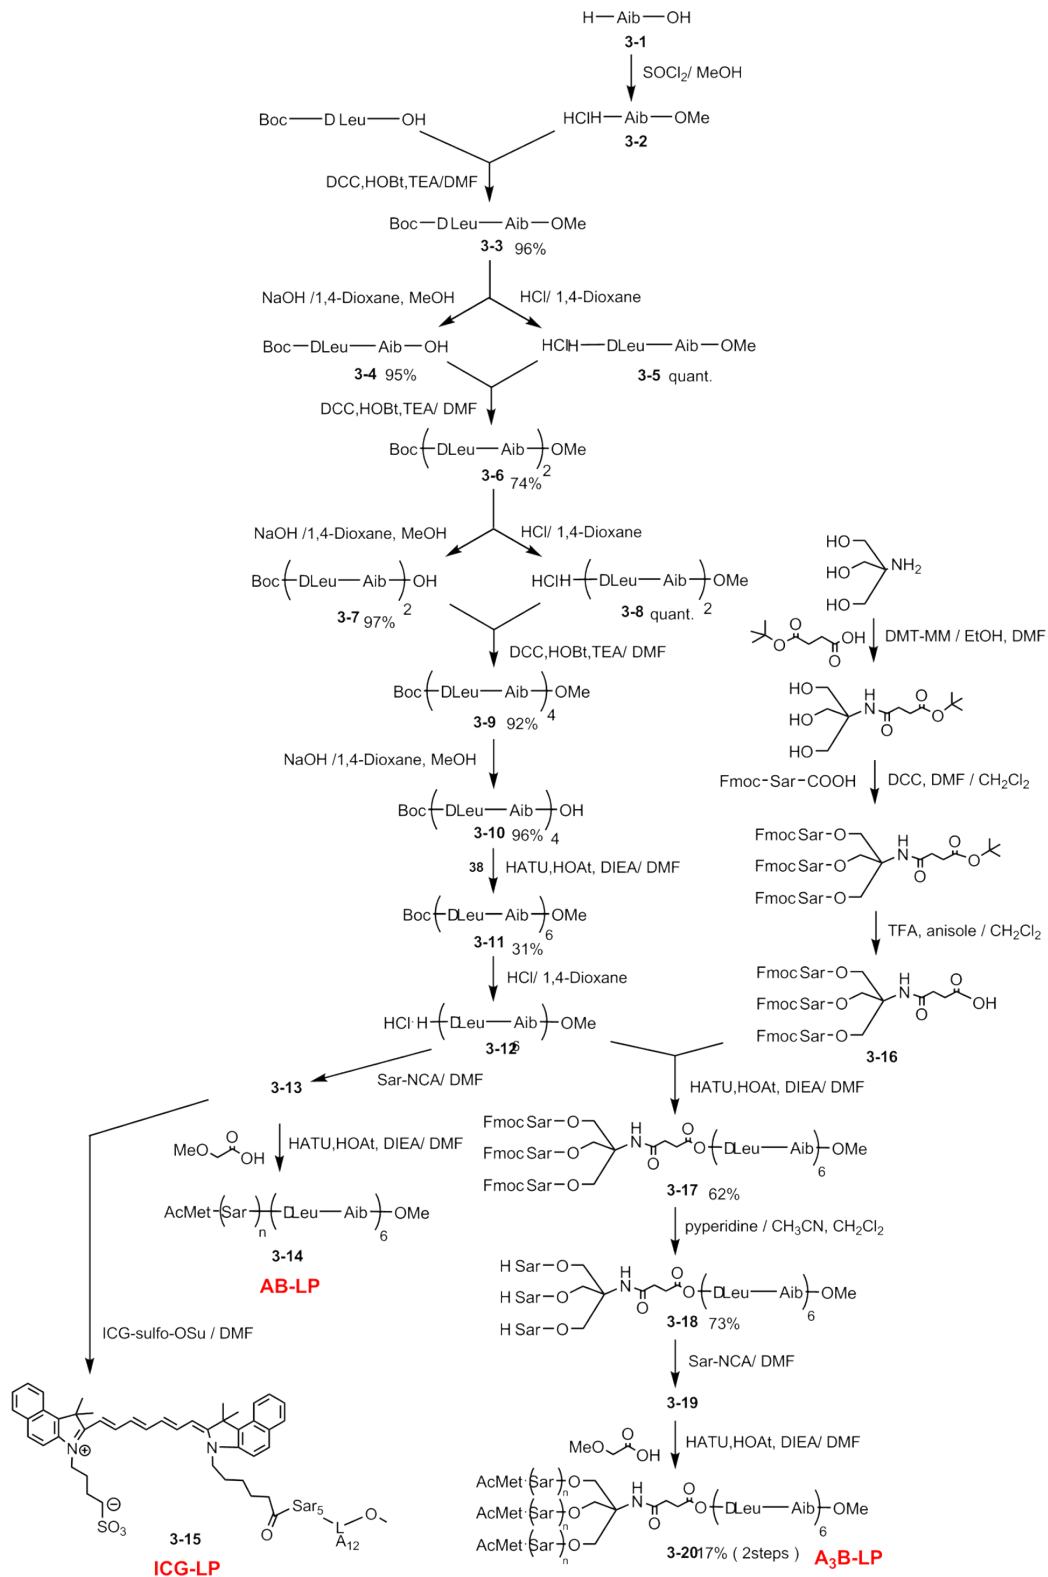 H—Aib—OH
3-1
SOCl2/ MeOH
Boc—D Leu—OH
HClH—Aib—OMe
3-2
DCC,HOBt,TEA/DMF
Boc—D Leu—Aib—OMe
3-3 96%
NaOH /1,4-Dioxane, MeOH
HCl/ 1,4-Dioxane
Boc—DLeu—Aib—OH
HClH—DLeu—Aib—OMe
3-4 95%
3-5 quant.
DCC,HOBt,TEA/ DMF
Boc(DLeu—Aib)2OMe
3-6 74%
NaOH /1,4-Dioxane, MeOH
HCl/ 1,4-Dioxane
Boc(DLeu—Aib)2OH
HClH(DLeu—Aib)2OMe
3-7 97%
3-8 quant.
DCC,HOBt,TEA/ DMF
Boc(DLeu—Aib)4OMe
3-9 92%
NaOH /1,4-Dioxane, MeOH
Boc(DLeu—Aib)4OH
3-10 96%
38 HATU,HOAt, DIEA/ DMF
Boc(DLeu—Aib)6OMe
3-11 31%
HCl/ 1,4-Dioxane
HCl·H(DLeu—Aib)6OMe
3-12
HO
HO NH2
HO
O O OH O
DMT-MM / EtOH, DMF
HO
HO H N O O O
HO
Fmoc-Sar-COOH
DCC, DMF / CH2Cl2
Fmoc Sar—O
Fmoc Sar—O H N O O O
Fmoc Sar—O
TFA, anisole / CH2Cl2
Fmoc Sar—O
Fmoc Sar—O H N O O OH
Fmoc Sar—O
3-16
Sar-NCA/ DMF
3-13
HATU,HOAt, DIEA/ DMF
MeO O OH
HATU,HOAt, DIEA/ DMF
AcMet(Sar)n(DLeu—Aib)6OMe
3-14
AB-LP
Fmoc Sar—O
Fmoc Sar—O H N O O O(DLeu—Aib)6OMe
Fmoc Sar—O
3-17 62%
pyperidine / CH3CN, CH2Cl2
H Sar—O
H Sar—O H N O O O(DLeu—Aib)6OMe
H Sar—O
3-18 73%
Sar-NCA/ DMF
3-19
MeO O OH
HATU,HOAt, DIEA/ DMF
AcMet(Sar)nO
AcMet(Sar)nO H N O O O(DLeu—Aib)6OMe
AcMet(Sar)nO
3-20 17% ( 2steps )
A3B-LP
ICG-sulfo-OSu / DMF
N⊕ N
⊖
SO3
O Sar5 L A12 O
3-15
ICG-LP